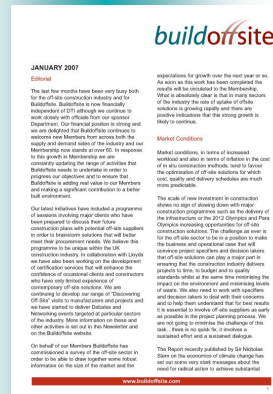 buildoffsite
JANUARY 2007
Editorial
The last few months have been very busy both
for the off-site construction industry and for
Buildoffsite. Buildoffsite is now financially
independent of DTI although we continue to
work closely with officials from our sponsor
Department. Our financial position is strong and
we are delighted that Buildoffsite continues to
welcome new Members from across both the
supply and demand sides of the industry and our
Membership now stands at over 60. In response
to this growth in Membership we are
constantly updating the range of activities that
Buildoffsite needs to undertake in order to
progress our objectives and to ensure that
Buildoffsite is adding real value to our Members
and making a significant contribution to a better
built environment.
Our latest initiatives have included a programme
of sessions involving major clients who have
been prepared to discuss their future
construction plans with potential off-site suppliers
in order to brainstorm solutions that will better
meet their procurement needs. We believe this
programme to be unique within the UK
construction industry. In collaboration with Lloyds
we have also been working on the development
of certification services that will enhance the
confidence of occasional clients and constructors
who have only limited experience of
contemporary off-site solutions. We are
continuing to develop our range of 'Discovering
Off-Site' visits to manufacturers and projects and
we have started to deliver Debates and
Networking events targeted at particular sectors
of the industry. More information on these and
other activities is set out in this Newsletter and
on the Buildoffsite website.
On behalf of our Members Buildoffsite has
commissioned a survey of the off-site sector in
order to be able to draw together some robust
information on the size of the market and the
expectations for growth over the next year or so.
As soon as this work has been completed the
results will be circulated to the Membership.
What is absolutely clear is that in many sectors
of the industry the rate of uptake of offsite
solutions is growing rapidly and there are
positive indications that this growth is strong
likely to continue.
Market Conditions
Market conditions, in terms of increased
workload and also in terms of inflation in the cost
of in situ construction methods, tend to favour
the optimisation of off-site solutions for which
cost, quality and delivery schedules are much
more predictable.
The scale of new investment in construction
shows no sign of slowing down with major
construction programmes such as the delivery of
the infrastructure or the 2012 Olympics and Para
Olympics increasing opportunities for off-site
construction solutions. The challenge as ever is
for the off-site sector to be in a position to make
the business and operational case that will
convince project specifiers and decision takers
that off-site solutions can play a major part in
ensuring that the construction industry delivers
projects to time, to budget and to quality
standards whilst at the same time minimising the
impact on the environment and minimising levels
of waste. We also need to work with specifiers
and decision takers to deal with their concerns
and to help them understand that for best results
it is essential to involve off-site suppliers as early
as possible in the project planning process. We
are not going to minimise the challenge of this
task . there is no quick fix, it involves a
sustained effort and a sustained dialogue.
The Report recently published by Sir Nicholas
Stern on the economics of climate change has
set out some very stark messages about the
need for radical action to achieve substantial
www.buildoffsite.com